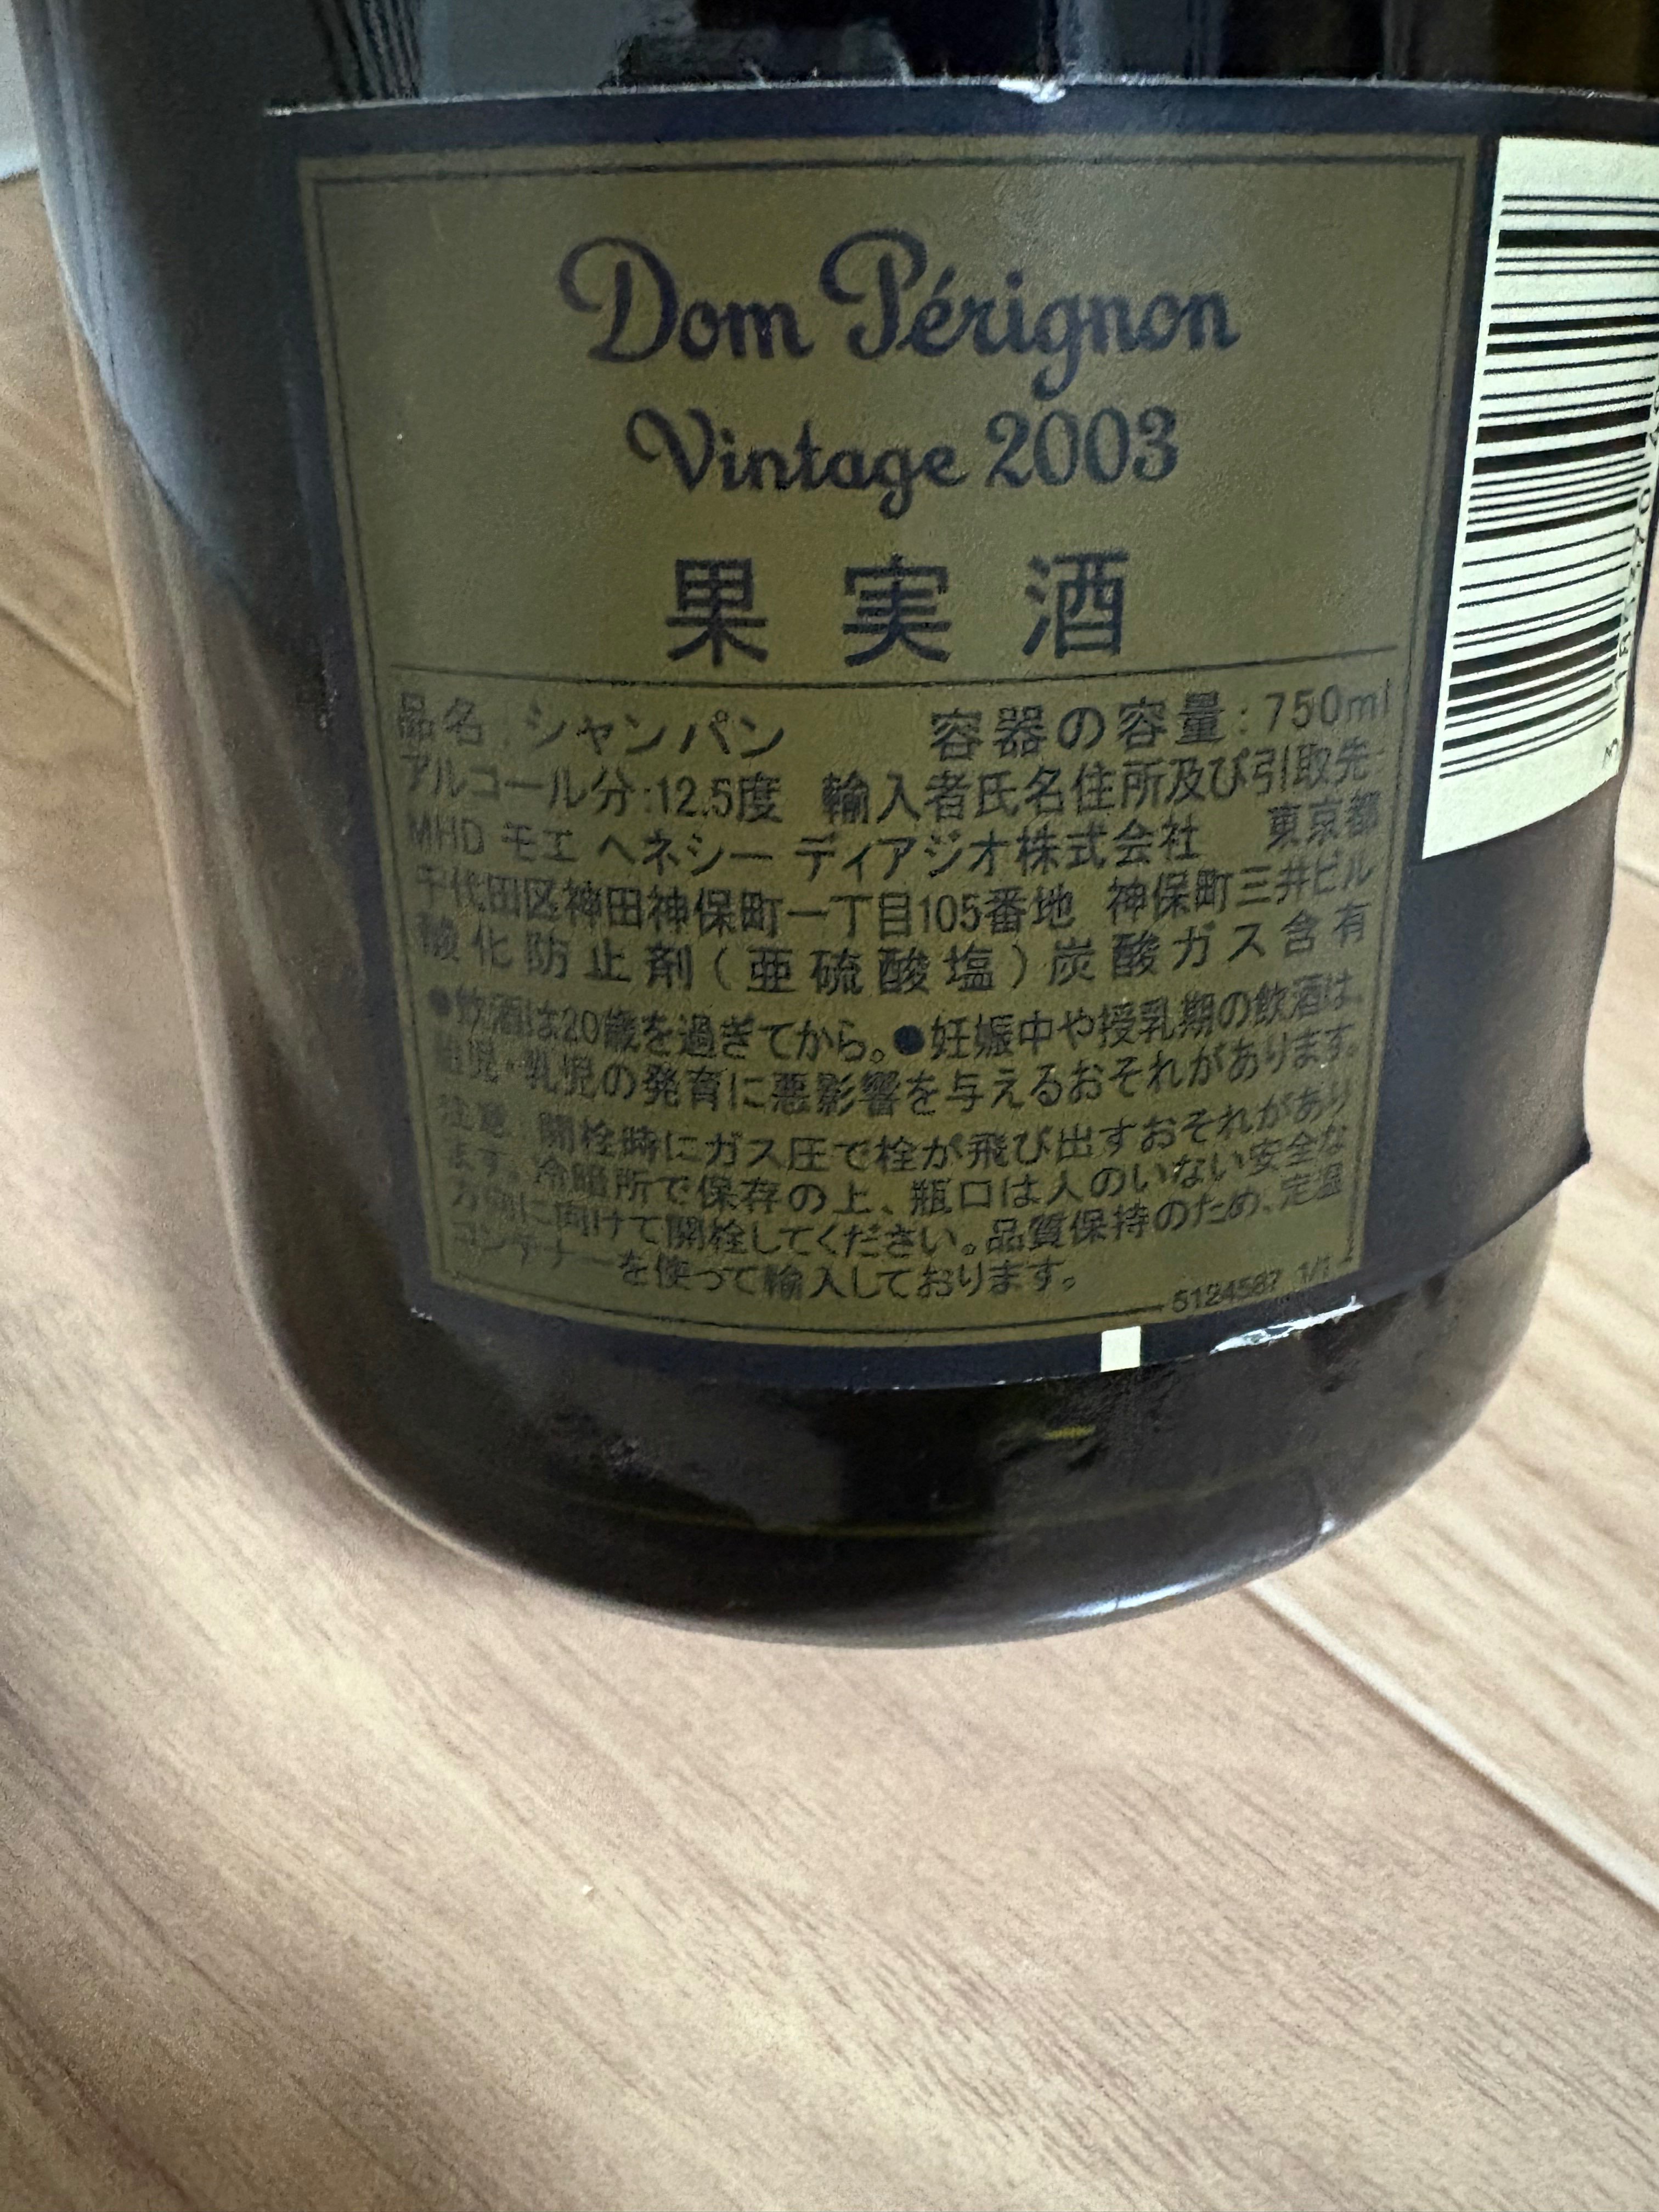 Dom Pérignon
Vintage 2003
果実酒
品名:シャンパン 容器の容量:750ml
アルコール分:12.5度 輸入者氏名住所及び引取先:
MHD モエ ヘネシー ディアジオ株式会社 東京都
千代田区神田神保町一丁目105番地 神保町三井ビル
酸化防止剤(亜硫酸塩)炭酸ガス含有
●飲酒は20歳を過ぎてから。●妊娠中や授乳期の飲酒は、
胎児・乳児の発育に悪影響を与えるおそれがあります。
注意:開栓時にガス圧で栓が飛び出すおそれがあり
ます。冷暗所で保存の上、瓶口は人のいない安全な
方向に向けて開栓してください。品質保持のため、定温
コンテナーを使って輸入しております。
5124567 1/1